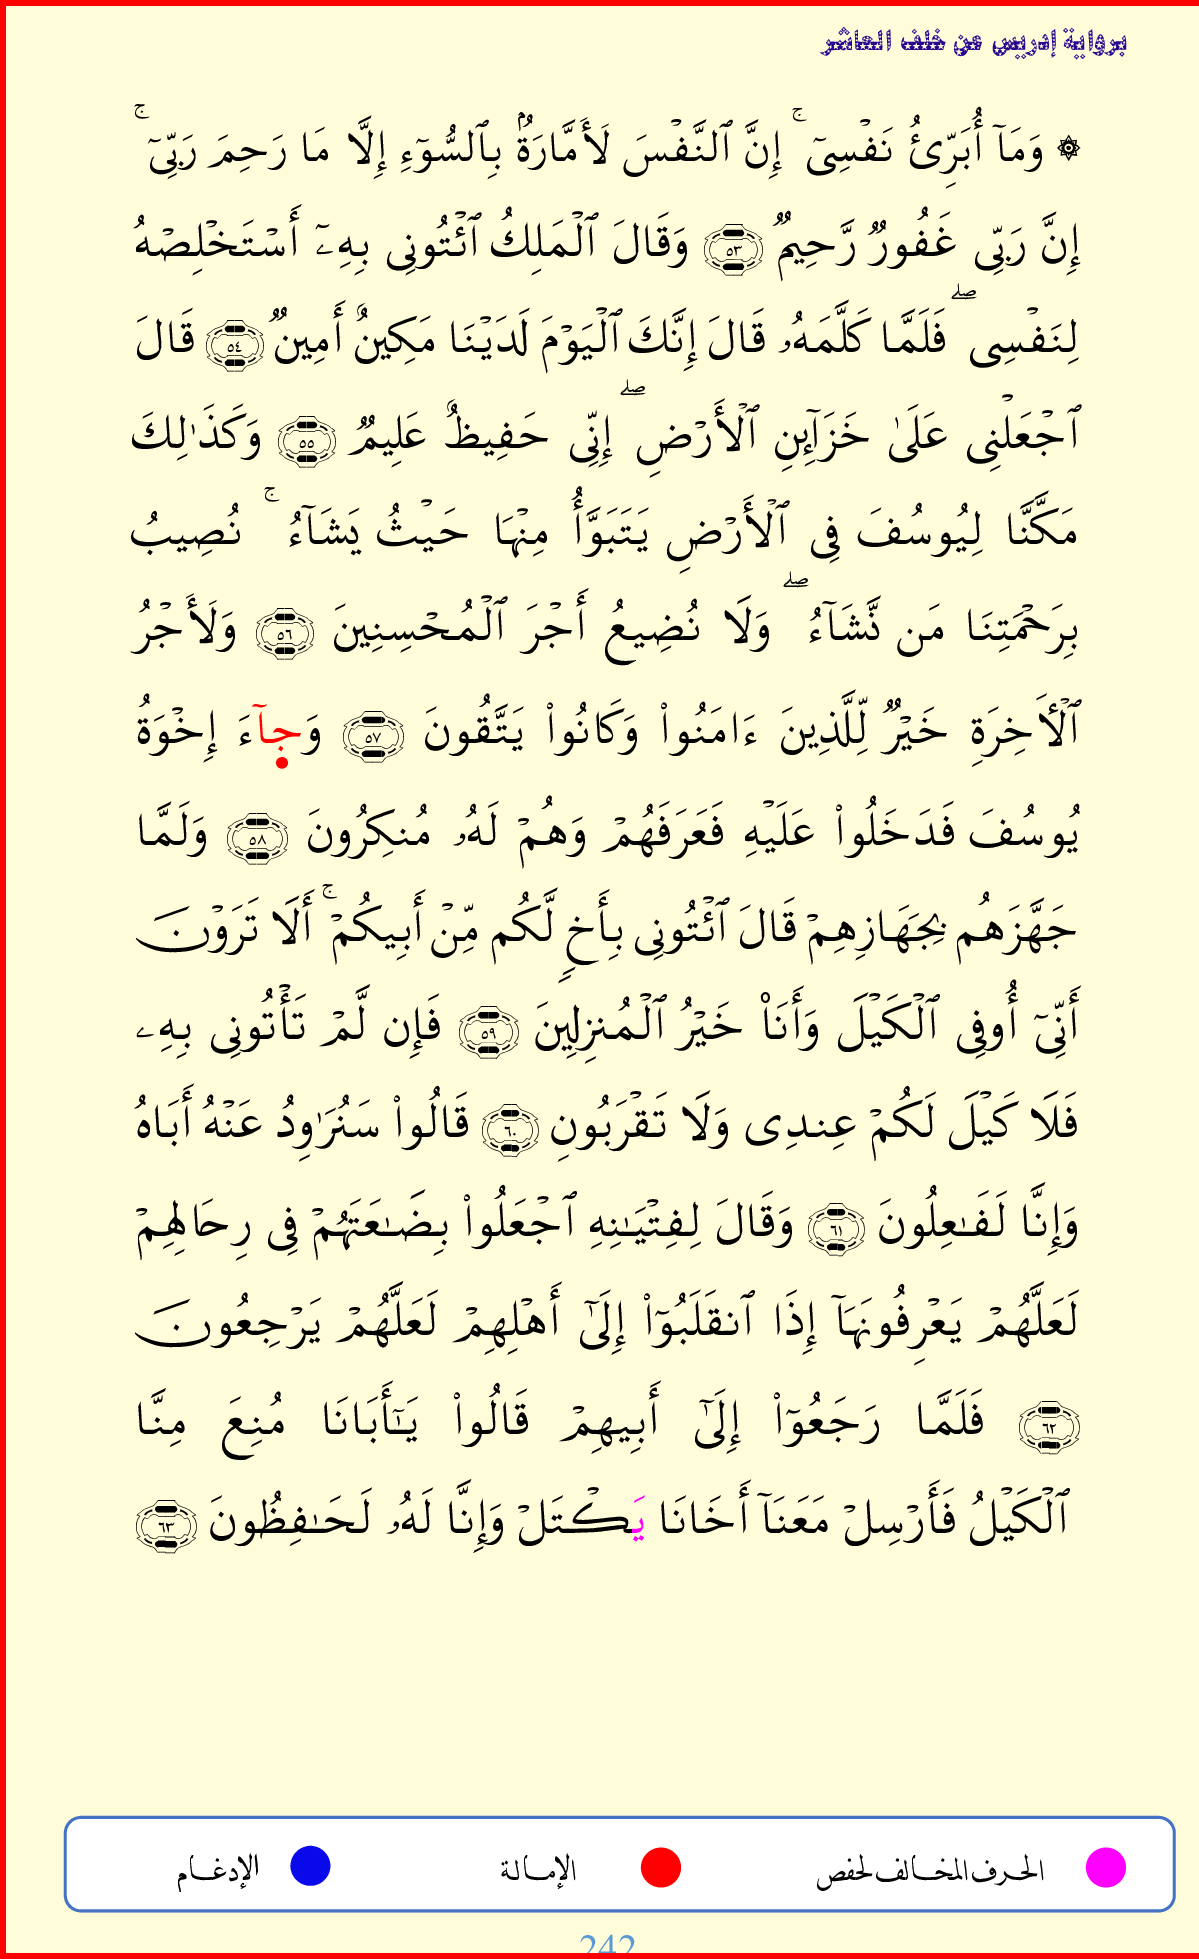 برواية إدريس عن خلف العاشر
۞ وَمَآ أُبَرِّئُ نَفۡسِىٓۚ إِنَّ ٱلنَّفۡسَ لَأَمَّارَةُۢ بِٱلسُّوٓءِ إِلَّا مَا رَحِمَ رَبِّىٓۚ
إِنَّ رَبِّى غَفُورٌ رَّحِيمٌ ٥٣ وَقَالَ ٱلۡمَلِكُ ٱئۡتُونِى بِهِۦٓ أَسۡتَخۡلِصۡهُ
لِنَفۡسِىۖ فَلَمَّا كَلَّمَهُۥ قَالَ إِنَّكَ ٱلۡيَوۡمَ لَدَيۡنَا مَكِينٌ أَمِينٌ ٥٤ قَالَ
ٱجۡعَلۡنِى عَلَىٰ خَزَآئِنِ ٱلۡأَرۡضِۖ إِنِّى حَفِيظٌ عَلِيمٌ ٥٥ وَكَذَٰلِكَ
مَكَّنَّا لِيُوسُفَ فِى ٱلۡأَرۡضِ يَتَبَوَّأُ مِنۡهَا حَيۡثُ يَشَآءُۚ نُصِيبُ
بِرَحۡمَتِنَا مَن نَّشَآءُۖ وَلَا نُضِيعُ أَجۡرَ ٱلۡمُحۡسِنِينَ ٥٦ وَلَأَجۡرُ
ٱلۡأَخِرَةِ خَيۡرٌ لِّلَّذِينَ ءَامَنُواْ وَكَانُواْ يَتَّقُونَ ٥٧ وَجآءَ إِخۡوَةُ
يُوسُفَ فَدَخَلُواْ عَلَيۡهِ فَعَرَفَهُمۡ وَهُمۡ لَهُۥ مُنكِرُونَ ٥٨ وَلَمَّا
جَهَّزَهُم بِجَهَازِهِمۡ قَالَ ٱئۡتُونِى بِأَخٍ لَّكُم مِّنۡ أَبِيكُمۡۚ أَلَا تَرَوۡنَ
أَنِّىٓ أُوفِى ٱلۡكَيۡلَ وَأَنَا۠ خَيۡرُ ٱلۡمُنزِلِينَ ٥٩ فَإِن لَّمۡ تَأۡتُونِى بِهِۦ
فَلَا كَيۡلَ لَكُمۡ عِندِى وَلَا تَقۡرَبُونِ ٦٠ قَالُواْ سَنُرَٰوِدُ عَنۡهُ أَبَاهُ
وَإِنَّا لَفَـٰعِلُونَ ٦١ وَقَالَ لِفِتۡيَـٰنِهِ ٱجۡعَلُواْ بِضَـٰعَتَهُمۡ فِى رِحَالِهِمۡ
لَعَلَّهُمۡ يَعۡرِفُونَهَآ إِذَا ٱنقَلَبُوٓاْ إِلَىٰٓ أَهۡلِهِمۡ لَعَلَّهُمۡ يَرۡجِعُونَ
٦٢ فَلَمَّا رَجَعُوٓاْ إِلَىٰٓ أَبِيهِمۡ قَالُواْ يَـٰٓأَبَانَا مُنِعَ مِنَّا
ٱلۡكَيۡلُ فَأَرۡسِلۡ مَعَنَآ أَخَانَا يَكۡتَلۡ وَإِنَّا لَهُۥ لَحَـٰفِظُونَ ٦٣
الحرف المخالف لحفص الإمالة الإدغام
242